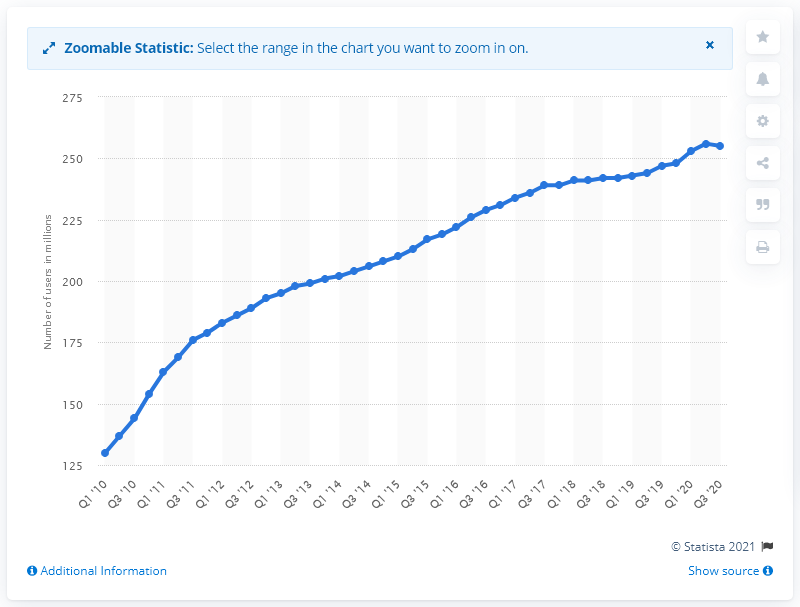 Zoomable Statistic: Select the range in the chart you want to zoom in on. ×
275
250
225
200
175
150
125
Number of users in millions
Q1 '10
Q3 '10
Q1 '11
Q3 '11
Q1 '12
Q3 '12
Q1 '13
Q3 '13
Q1 '14
Q3 '14
Q1 '15
Q3 '15
Q1 '16
Q3 '16
Q1 '17
Q3 '17
Q1 '18
Q3 '18
Q1 '19
Q3 '19
Q1 '20
Q3 '20
© Statista 2021
Additional Information
Show source